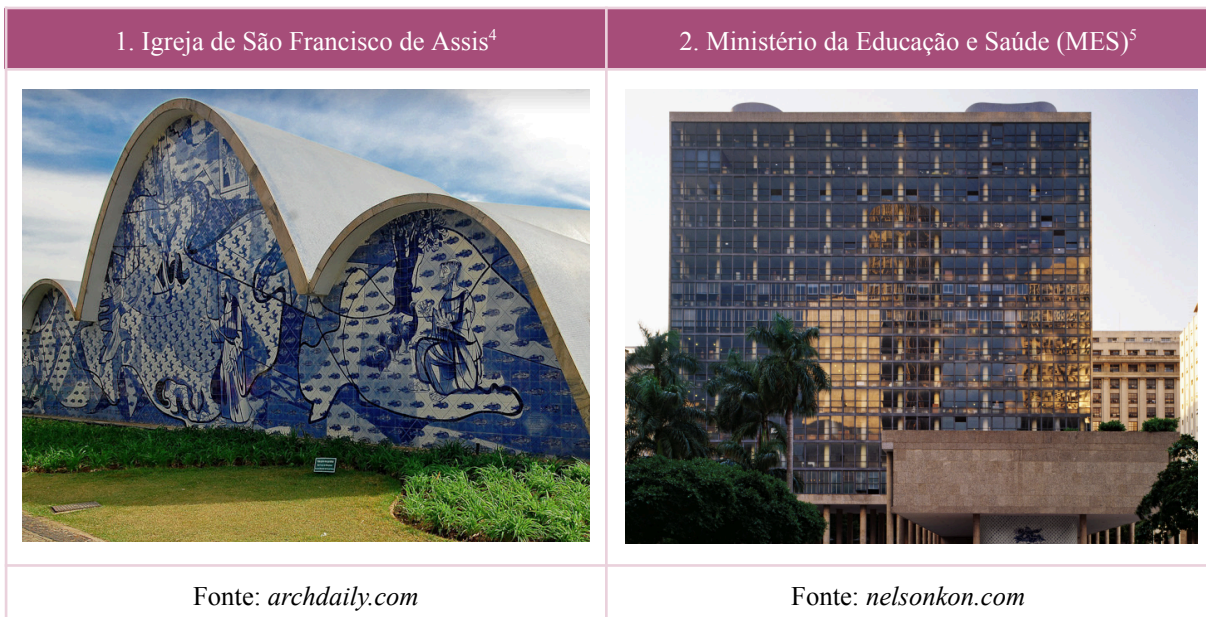 1. Igreja de São Francisco de Assis⁴
2. Ministério da Educação e Saúde (MES)⁵
Fonte: archdaily.com
Fonte: nelsonkon.com